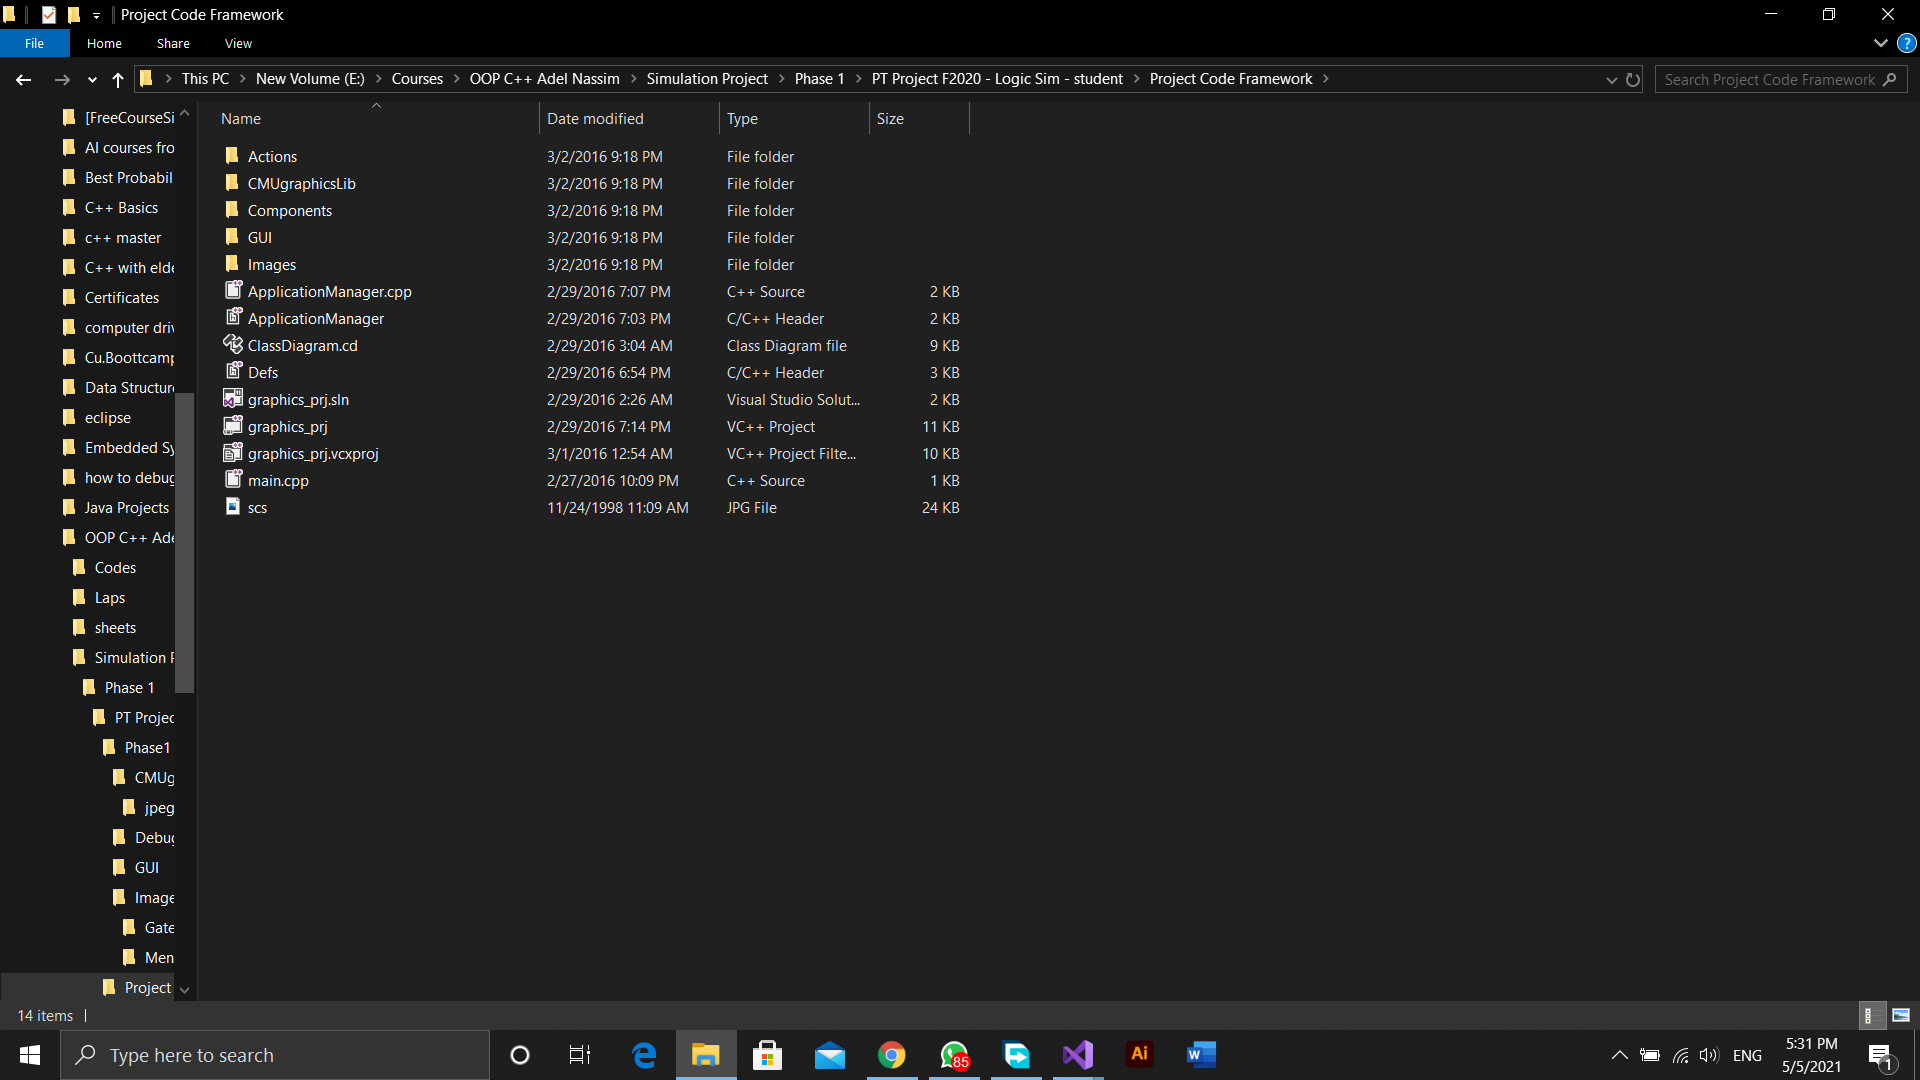 Project Code Framework
File Home Share View
This PC New Volume (E:) Courses OOP C++ Adel Nassim Simulation Project Phase 1 PT Project F2020 - Logic Sim - student Project Code Framework
Search Project Code Framework
Name Date modified Type Size
Actions 3/2/2016 9:18 PM File folder
CMUgraphicsLib 3/2/2016 9:18 PM File folder
Components 3/2/2016 9:18 PM File folder
GUI 3/2/2016 9:18 PM File folder
Images 3/2/2016 9:18 PM File folder
ApplicationManager.cpp 2/29/2016 7:07 PM C++ Source 2 KB
ApplicationManager 2/29/2016 7:03 PM C/C++ Header 2 KB
ClassDiagram.cd 2/29/2016 3:04 AM Class Diagram file 9 KB
Defs 2/29/2016 6:54 PM C/C++ Header 3 KB
graphics_prj.sln 2/29/2016 2:26 AM Visual Studio Solut... 2 KB
graphics_prj 2/29/2016 7:14 PM VC++ Project 11 KB
graphics_prj.vcxproj 3/1/2016 12:54 AM VC++ Project Filte... 10 KB
main.cpp 2/27/2016 10:09 PM C++ Source 1 KB
scs 11/24/1998 11:09 AM JPG File 24 KB
[FreeCourseSi
AI courses fro
Best Probabil
C++ Basics
c++ master
C++ with elde
Certificates
computer driv
Cu.Boottcamp
Data Structure
eclipse
Embedded Sy
how to debug
Java Projects
OOP C++ Ade
Codes
Laps
sheets
Simulation P
Phase 1
PT Projec
Phase1
CMUg
jpeg
Debug
GUI
Image
Gate
Men
Project
14 items
Type here to search
85
Ai
ENG
5:31 PM
5/5/2021
1